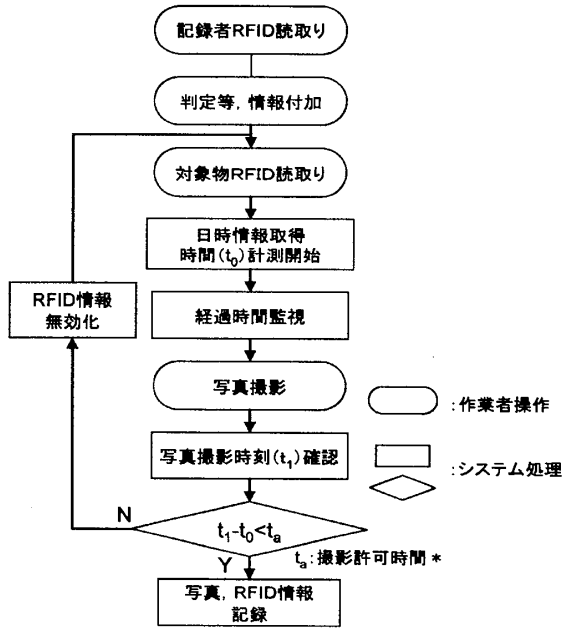 記録者RFID読取り
判定等，情報付加
対象物RFID読取り
日時情報取得
時間(t0)計測開始
RFID情報
無効化
経過時間監視
写真撮影
:作業者操作
写真撮影時刻(t1)確認
:システム処理
N
t1-t0<ta
ta:撮影許可時間*
Y
写真，RFID情報
記録